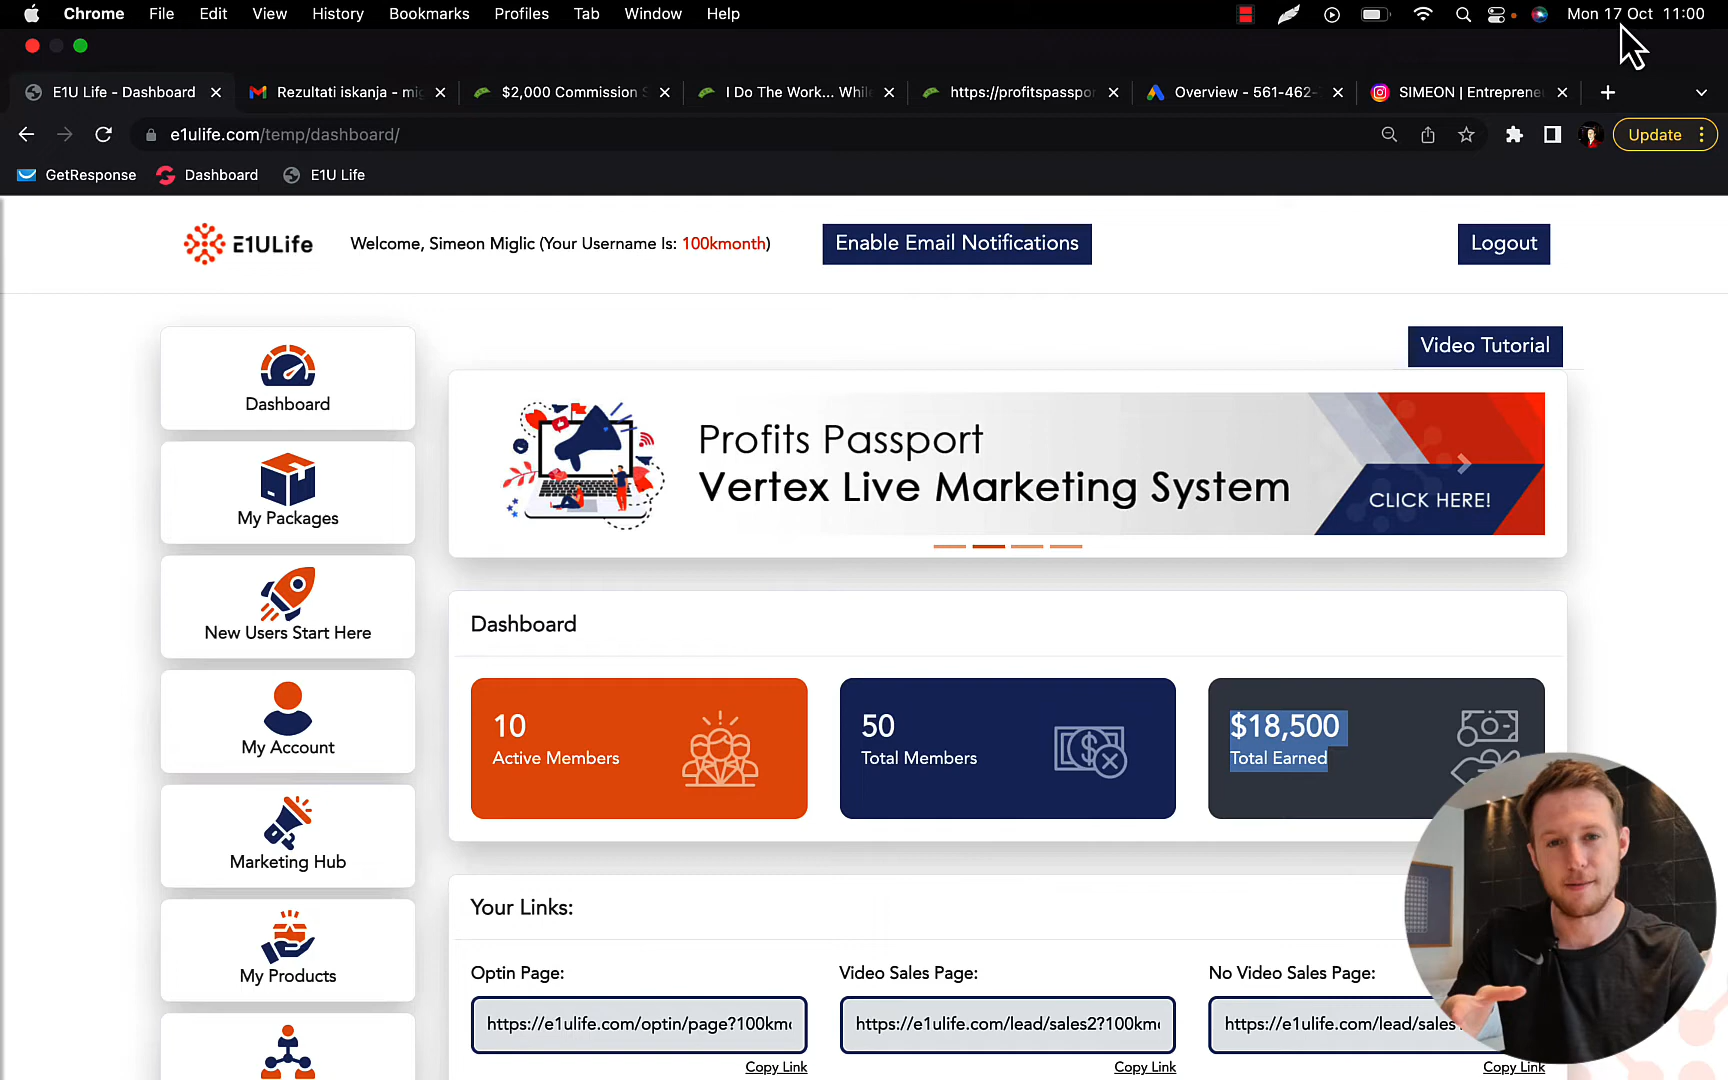 Chrome File Edit View History Bookmarks Profiles Tab Window Help Mon 17 Oct 11:00
E1U Life - Dashboard Rezultati iskanja - mig $2,000 Commission I Do The Work... While https://profitspasspor Overview - 561-462- SIMEON | Entrepreneu
e1ulife.com/temp/dashboard/ Update
GetResponse Dashboard E1U Life
E1ULife Welcome, Simeon Miglic (Your Username Is: 100kmonth) Enable Email Notifications Logout
Video Tutorial
Dashboard
My Packages
New Users Start Here
My Account
Marketing Hub
My Products
Profits Passport
Vertex Live Marketing System
CLICK HERE!
Dashboard
10
Active Members
50
Total Members
$18,500
Total Earned
Your Links:
Optin Page:
https://e1ulife.com/optin/page?100km
Copy Link
Video Sales Page:
https://e1ulife.com/lead/sales2?100km
Copy Link
No Video Sales Page:
https://e1ulife.com/lead/sales
Copy Link